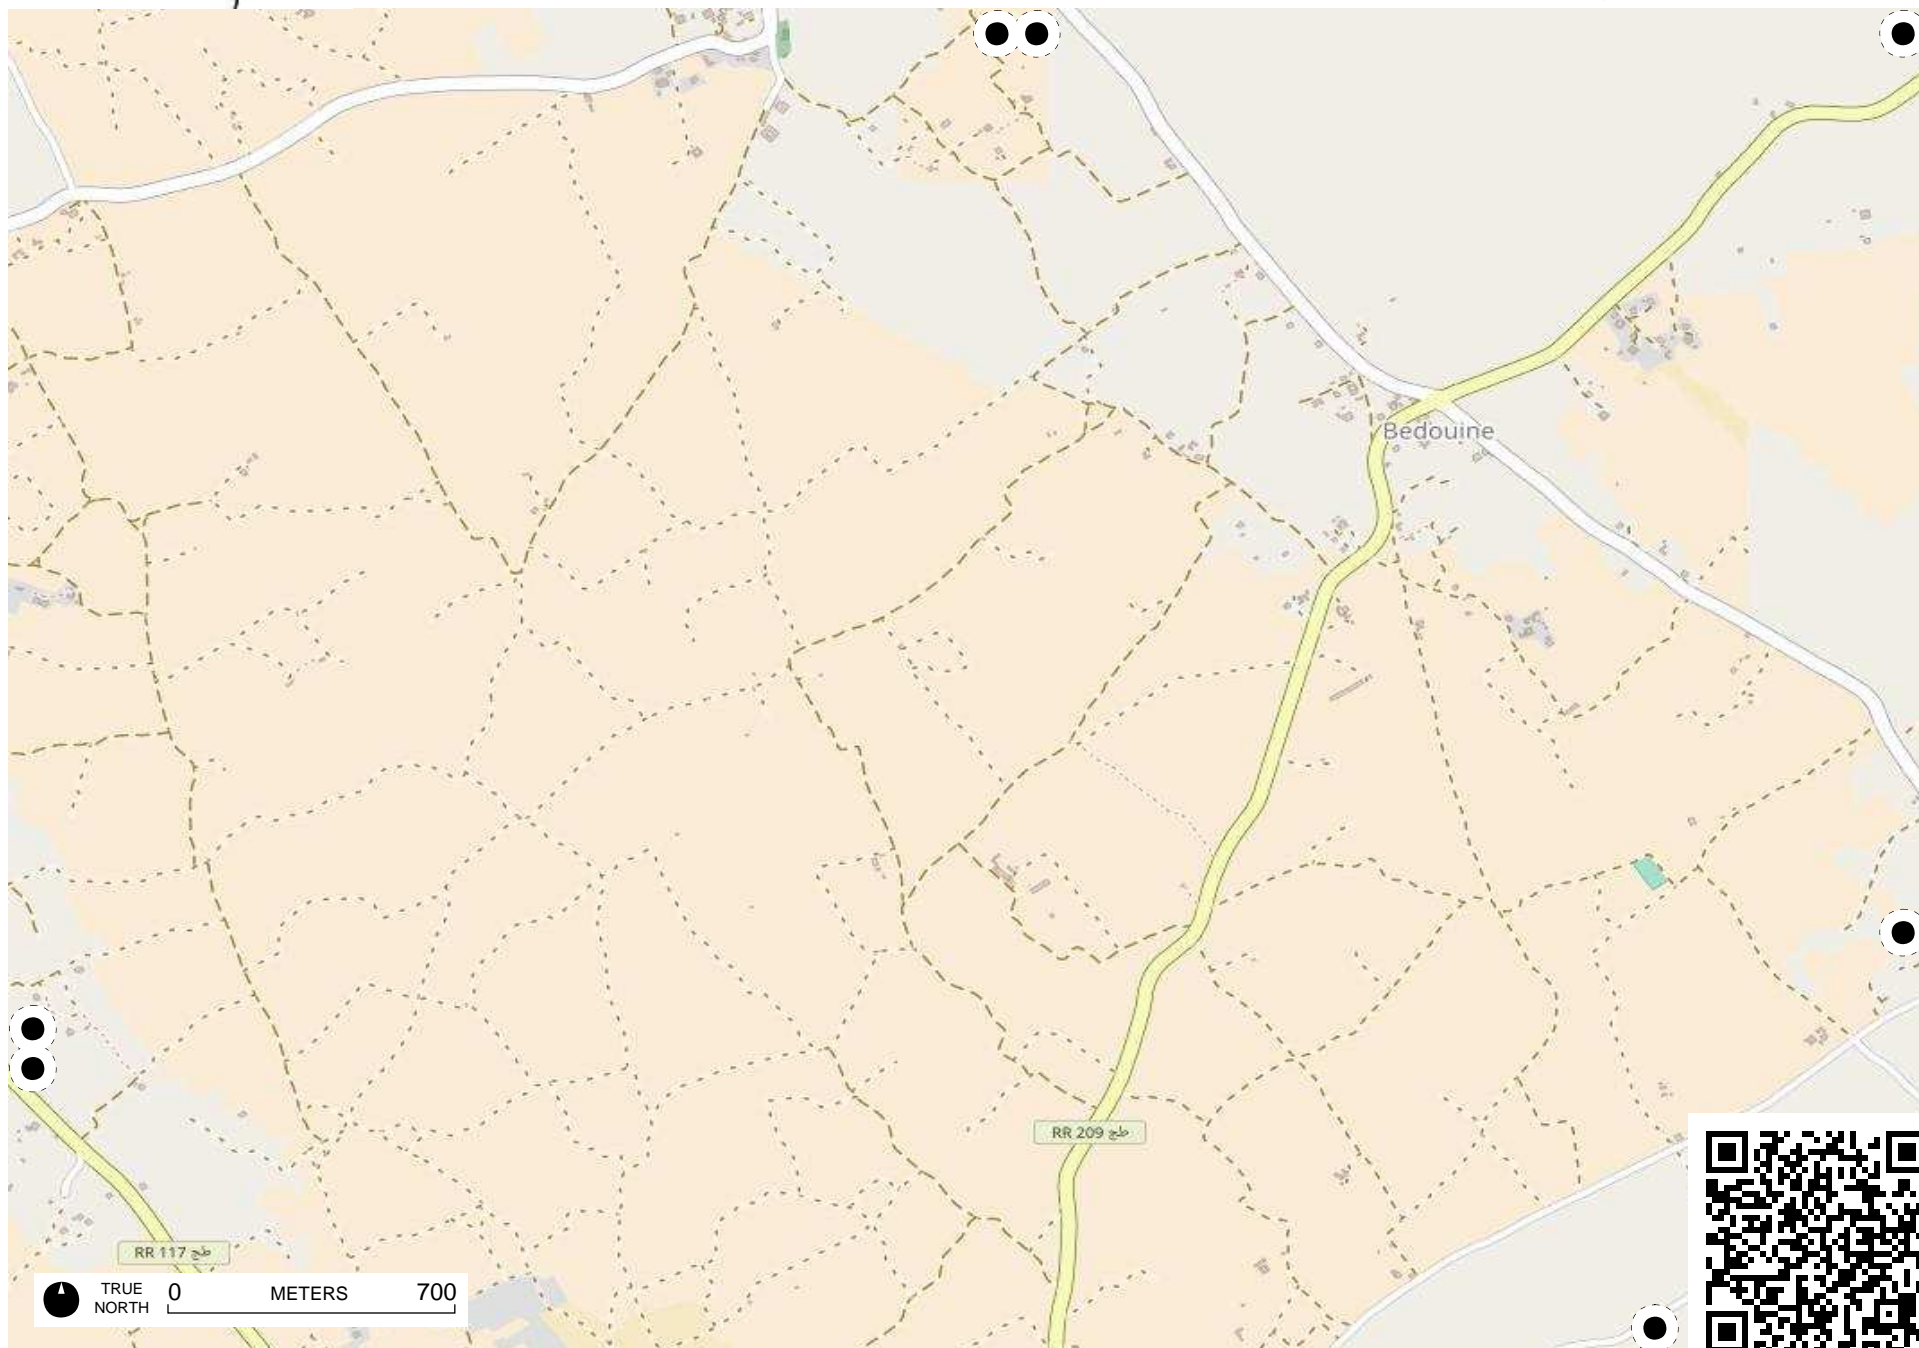 Bedouine
RR 209 طج
RR 117 طج
TRUE
NORTH
0 METERS 700